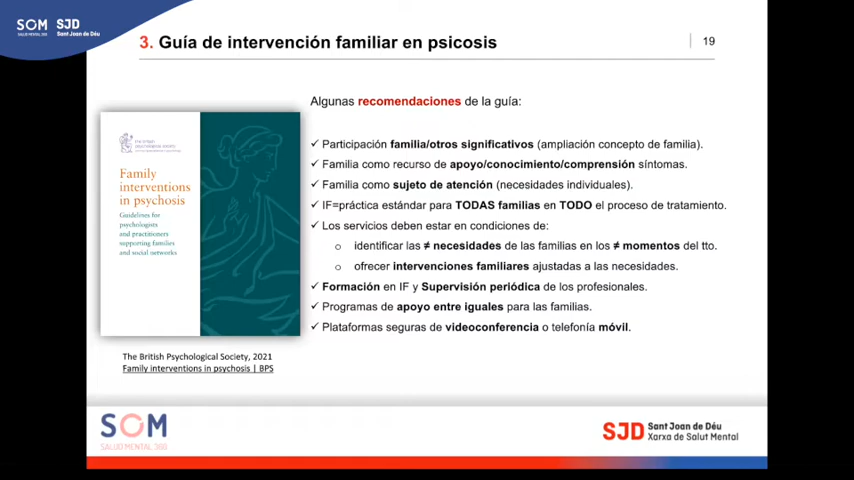 SOM
SALUD MENTAL 360
SJD
Sant Joan de Déu
3. Guía de intervención familiar en psicosis
19
Algunas recomendaciones de la guía:
Family
interventions
in psychosis
Guidelines for
psychologists
and practitioners
supporting families
and social networks
✓ Participación familia/otros significativos (ampliación concepto de familia).
✓ Familia como recurso de apoyo/conocimiento/comprensión síntomas.
✓ Familia como sujeto de atención (necesidades individuales).
✓ IF=práctica estándar para TODAS familias en TODO el proceso de tratamiento.
✓ Los servicios deben estar en condiciones de:
o identificar las ≠ necesidades de las familias en los ≠ momentos del tto.
o ofrecer intervenciones familiares ajustadas a las necesidades.
✓ Formación en IF y Supervisión periódica de los profesionales.
✓ Programas de apoyo entre iguales para las familias.
✓ Plataformas seguras de videoconferencia o telefonía móvil.
The British Psychological Society, 2021
Family interventions in psychosis | BPS
SOM
SALUD MENTAL 360
SJD
Sant Joan de Déu
Xarxa de Salut Mental